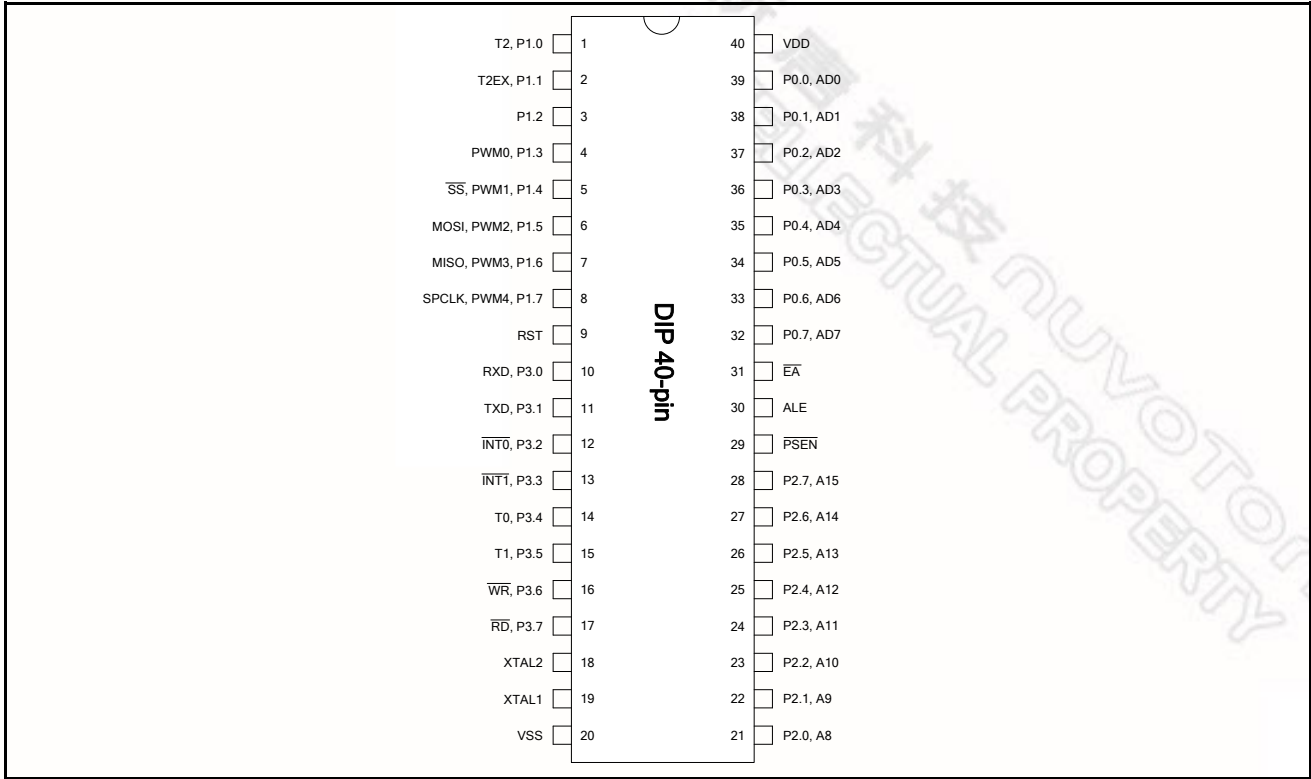 T2, P1.0 1
T2EX, P1.1 2
P1.2 3
PWM0, P1.3 4
SS, PWM1, P1.4 5
MOSI, PWM2, P1.5 6
MISO, PWM3, P1.6 7
SPCLK, PWM4, P1.7 8
RST 9
RXD, P3.0 10
TXD, P3.1 11
INT0, P3.2 12
INT1, P3.3 13
T0, P3.4 14
T1, P3.5 15
WR, P3.6 16
RD, P3.7 17
XTAL2 18
XTAL1 19
VSS 20
DIP 40-pin
40 VDD
39 P0.0, AD0
38 P0.1, AD1
37 P0.2, AD2
36 P0.3, AD3
35 P0.4, AD4
34 P0.5, AD5
33 P0.6, AD6
32 P0.7, AD7
31 EA
30 ALE
29 PSEN
28 P2.7, A15
27 P2.6, A14
26 P2.5, A13
25 P2.4, A12
24 P2.3, A11
23 P2.2, A10
22 P2.1, A9
21 P2.0, A8
唐科技 nuvoTon
PROPERTY